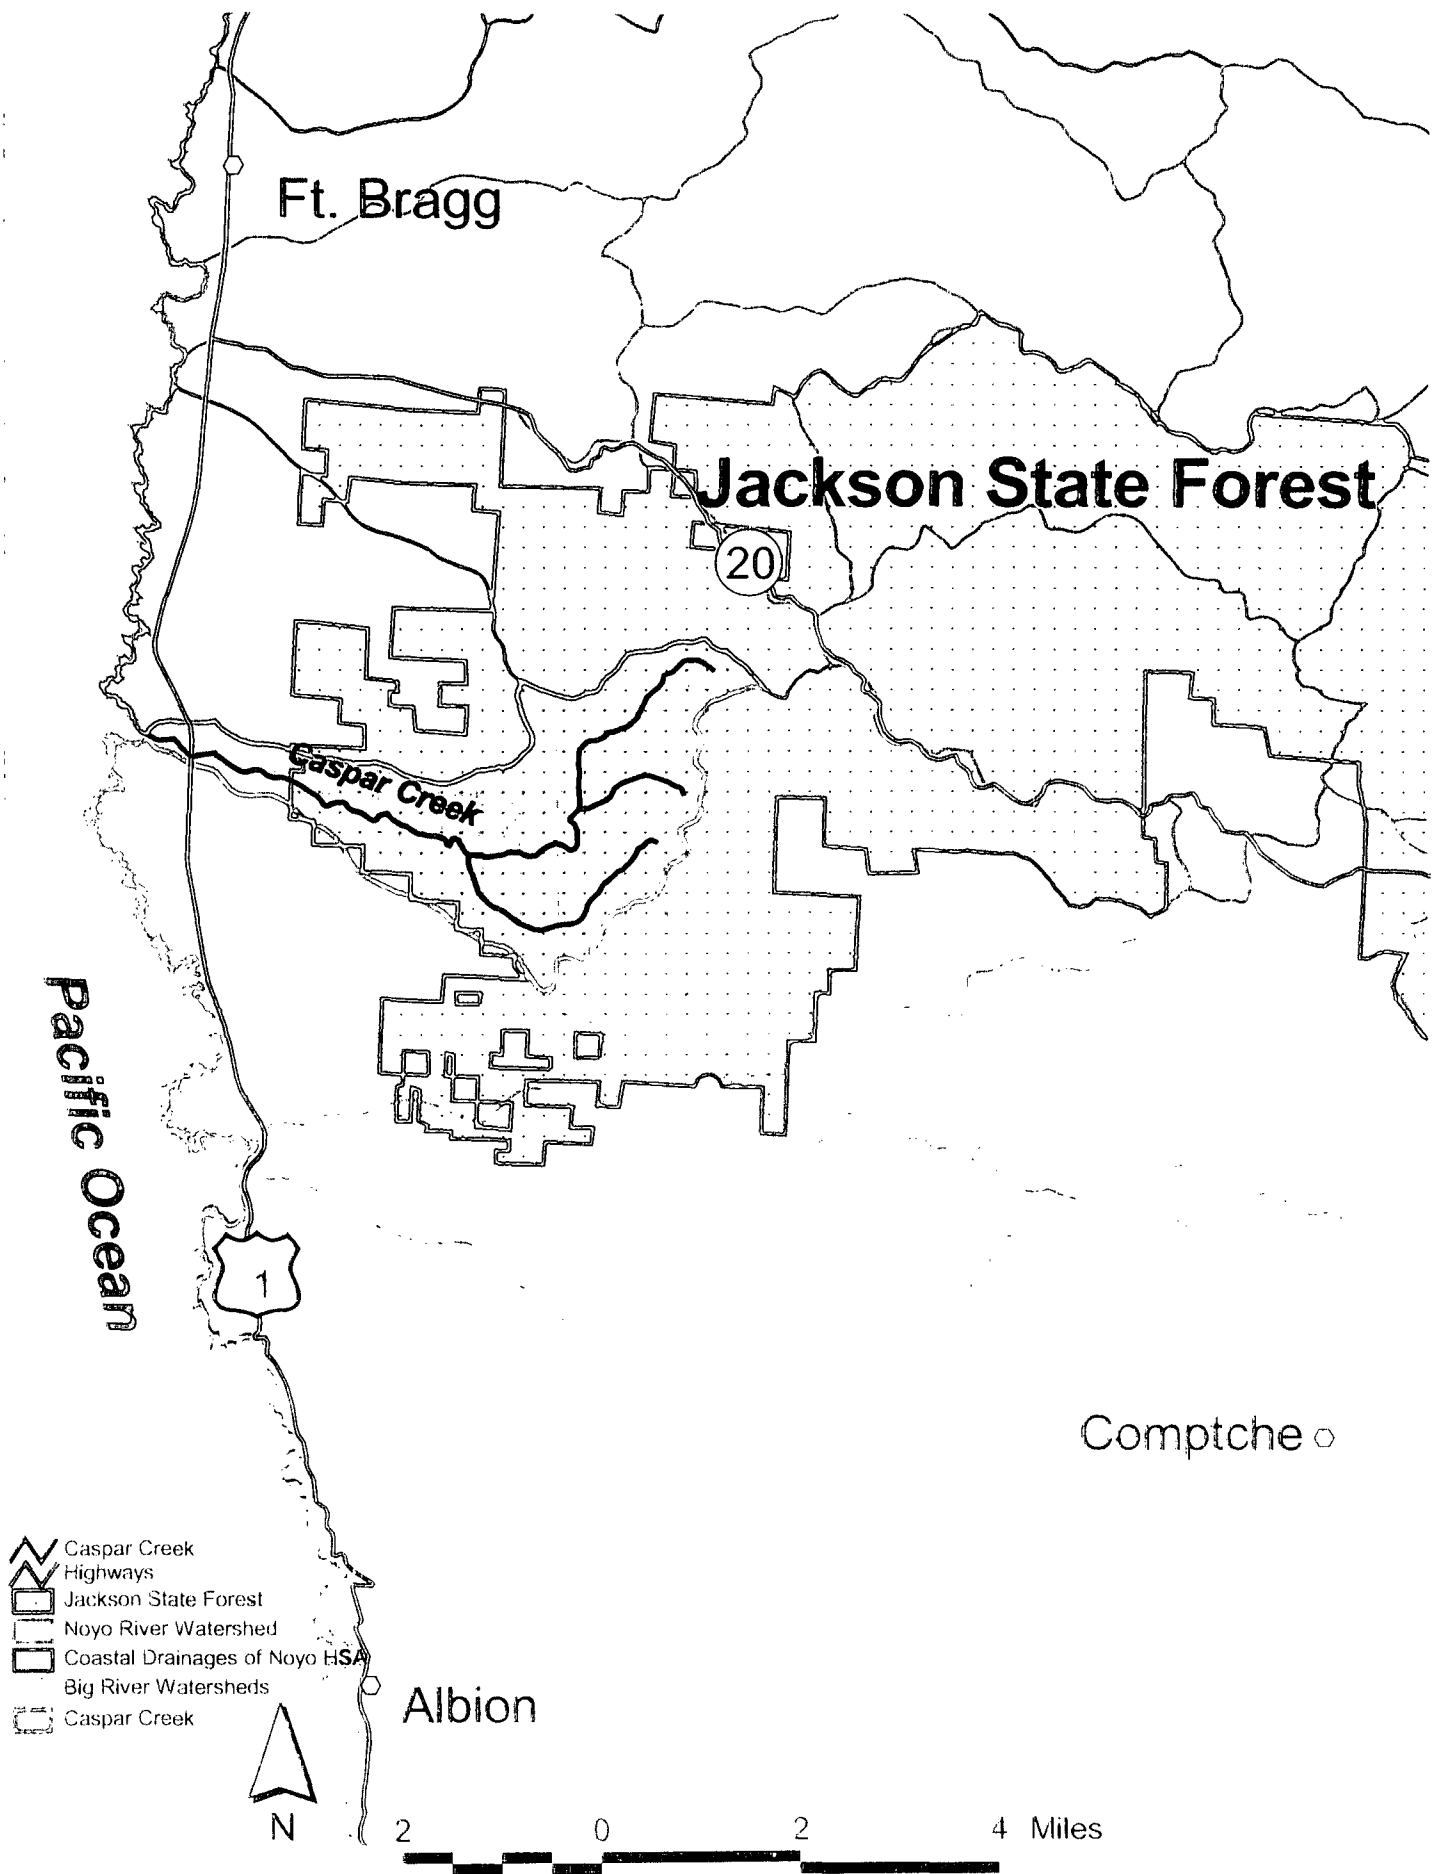 Ft. Bragg
Jackson State Forest
20
Caspar Creek
Pacific Ocean
1
Comptche
Caspar Creek
Highways
Jackson State Forest
Noyo River Watershed
Coastal Drainages of Noyo HSA
Big River Watersheds
Caspar Creek
Albion
N
2 0 2 4 Miles